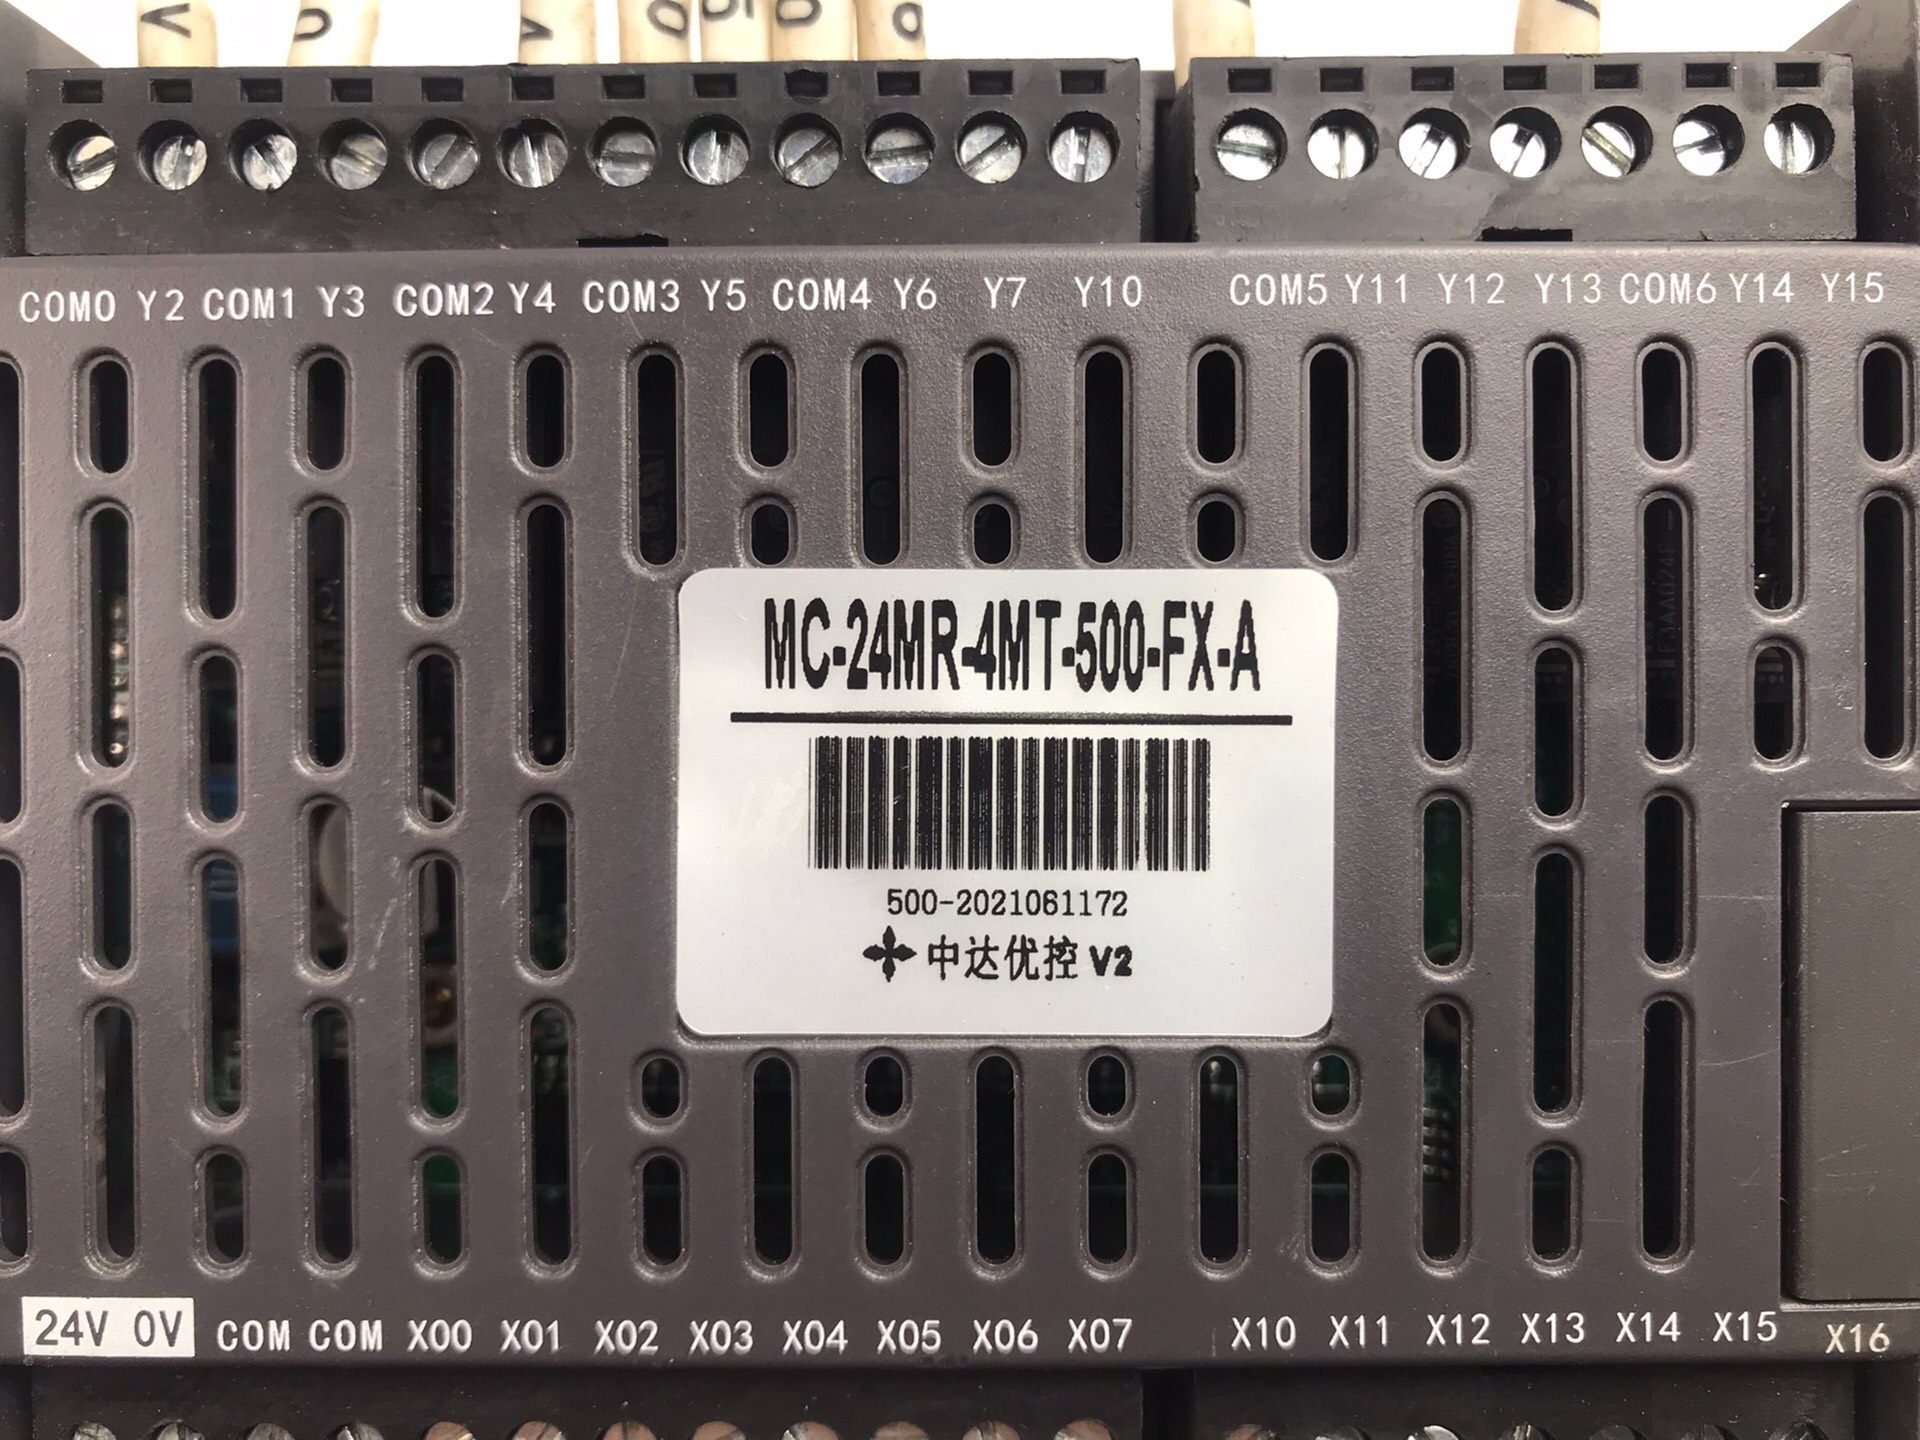 COM0 Y2 COM1 Y3 COM2 Y4 COM3 Y5 COM4 Y6 Y7 Y10 COM5 Y11 Y12 Y13 COM6 Y14 Y15
MC-24MR-4MT-500-FX-A
500-2021061172
中达优控 V2
24V 0V COM COM X00 X01 X02 X03 X04 X05 X06 X07 X10 X11 X12 X13 X14 X15 X16